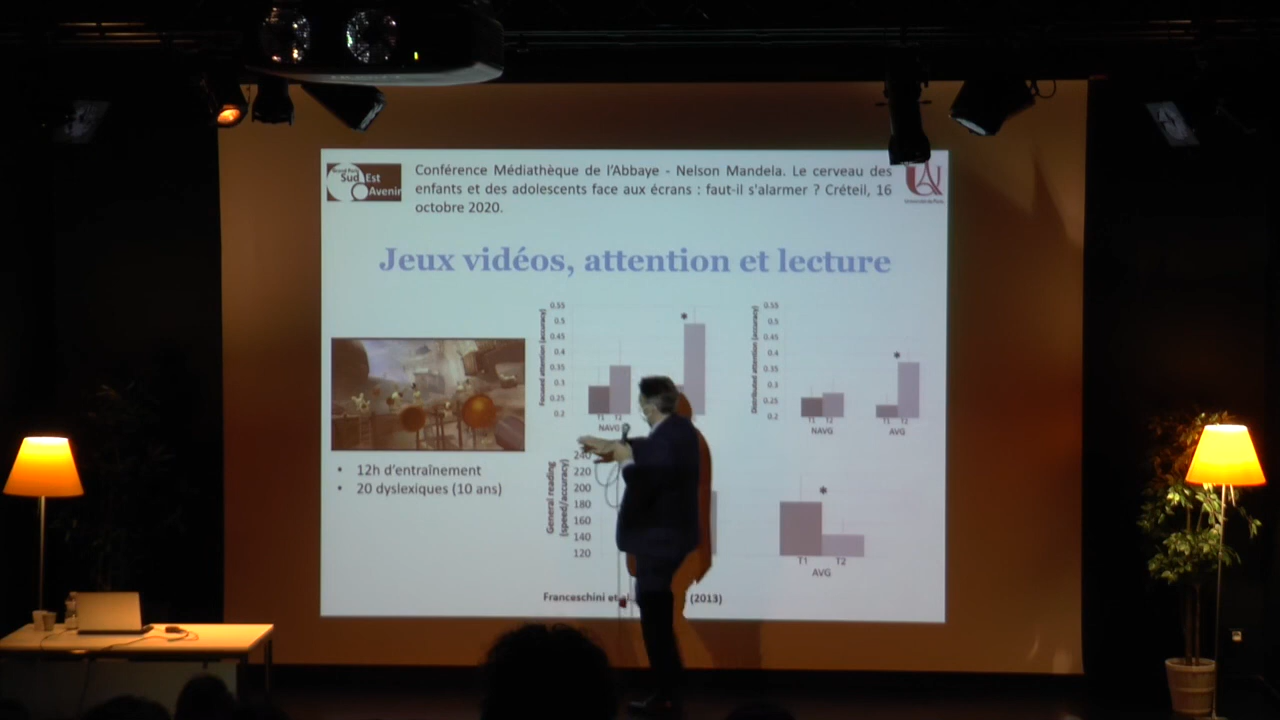 Sud Est
Avenir
Conférence Médiathèque de l'Abbaye - Nelson Mandela. Le cerveau des
enfants et des adolescents face aux écrans : faut-il s'alarmer ? Créteil, 16
octobre 2020.
Jeux vidéos, attention et lecture
• 12h d'entraînement
• 20 dyslexiques (10 ans)
Focused attention (accuracy)
0.55
0.5
0.45
0.4
0.35
0.3
0.25
0.2
*
T1 T2
NAVG
Distributed attention (accuracy)
0.55
0.5
0.45
0.4
0.35
0.3
0.25
0.2
*
T1 T2 T1 T2
NAVG AVG
General reading
(speed/accuracy)
240
220
200
180
160
140
120
*
T1 T2
AVG
Franceschini et (2013)